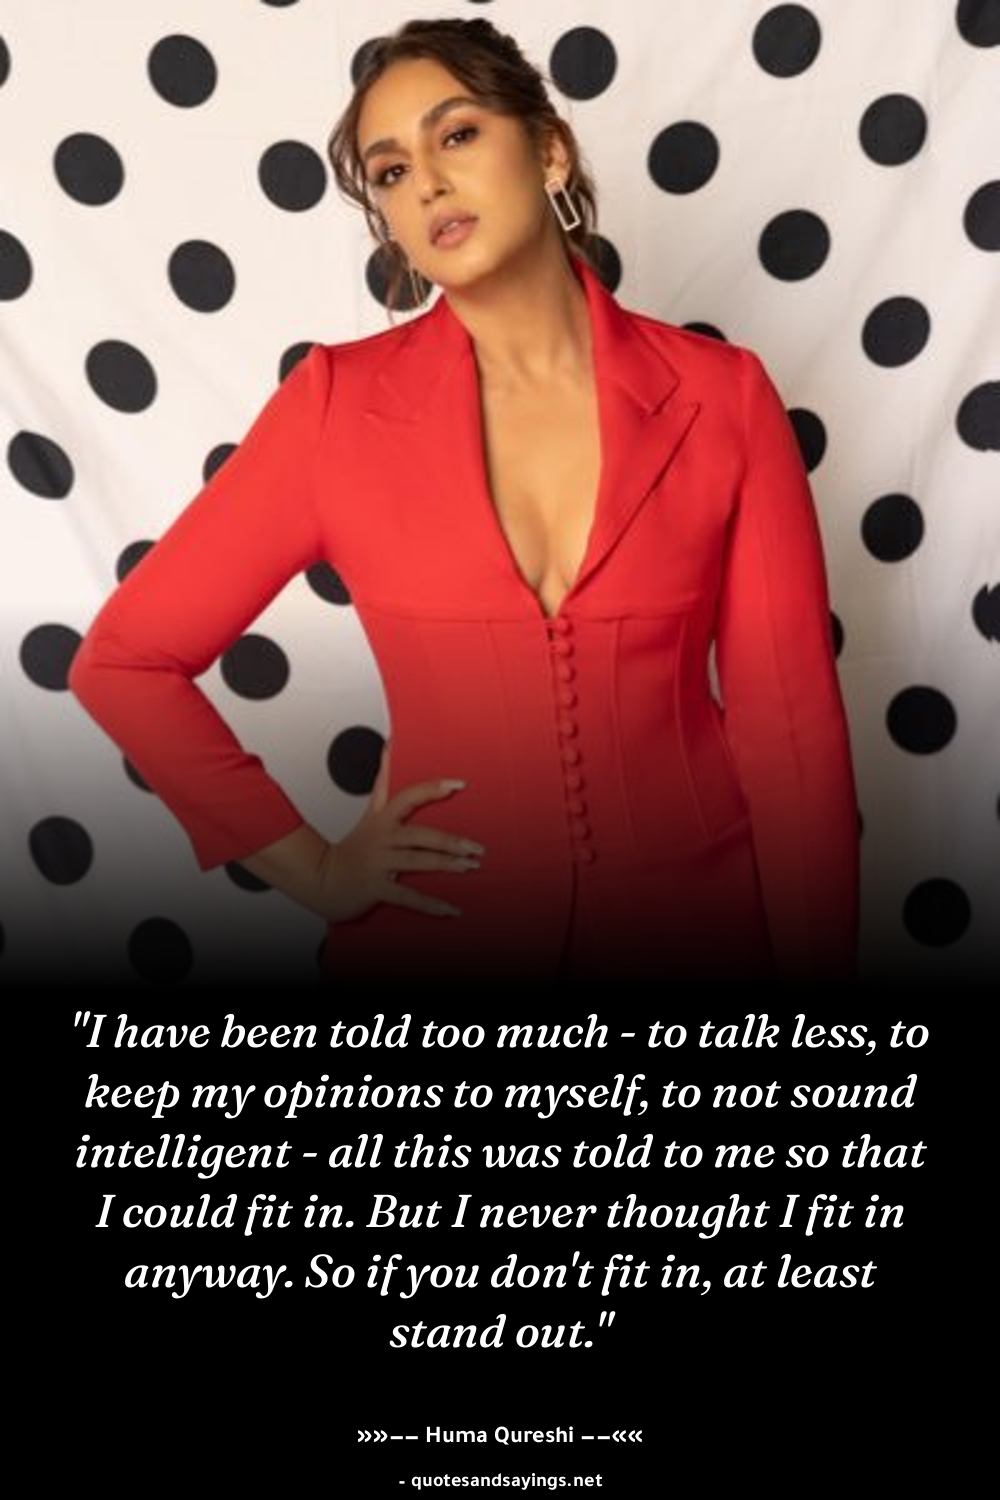 "I have been told too much - to talk less, to
keep my opinions to myself, to not sound
intelligent - all this was told to me so that
I could fit in. But I never thought I fit in
anyway. So if you don't fit in, at least
stand out."
»»−− Huma Qureshi −−««
- quotesandsayings.net